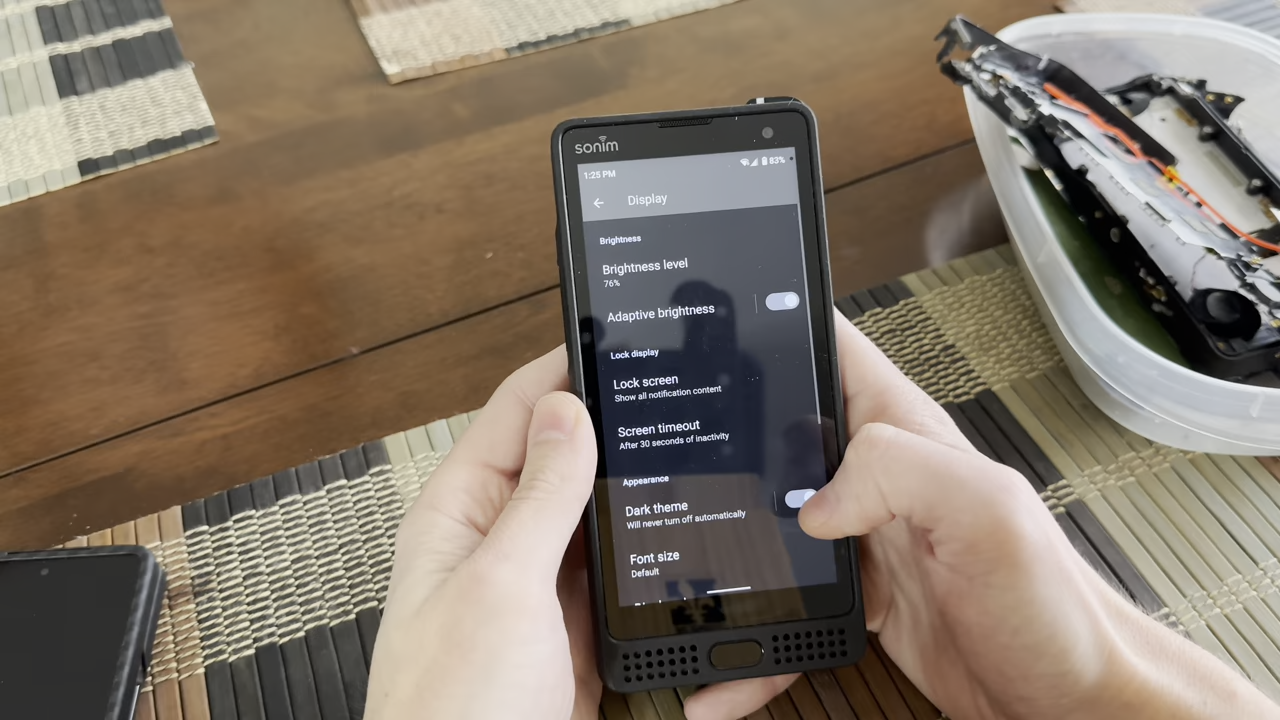 sonim
1:25 PM
83%
Display
Brightness
Brightness level
76%
Adaptive brightness
Lock display
Lock screen
Show all notification content
Screen timeout
After 30 seconds of inactivity
Appearance
Dark theme
Will never turn off automatically
Font size
Default